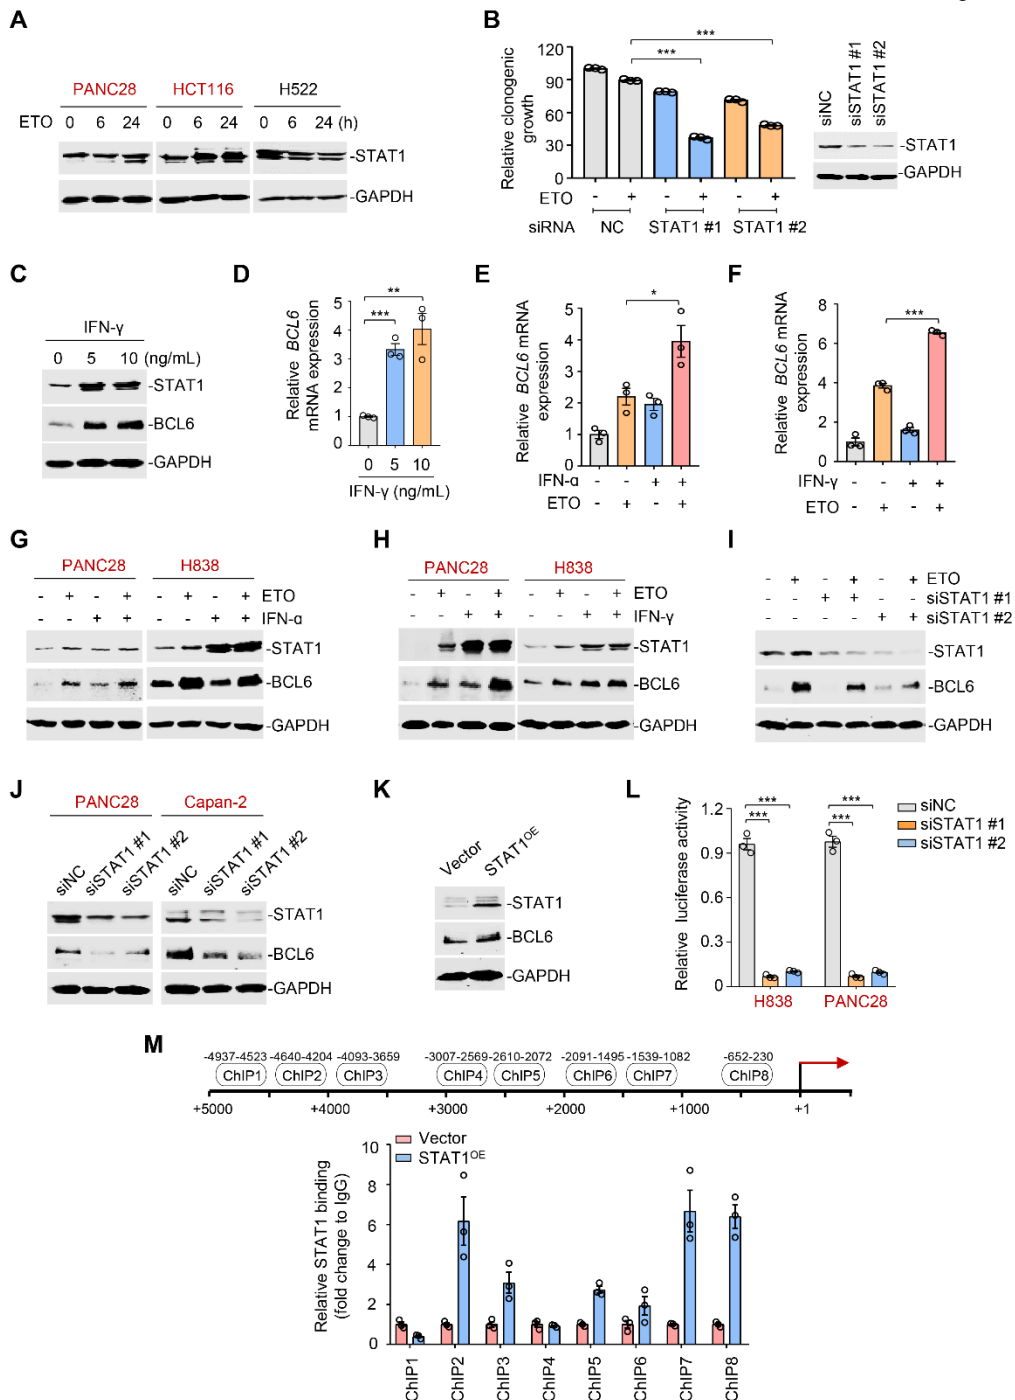 A
PANC28 HCT116 H522
ETO 0 6 24 0 6 24 0 6 24 (h)
-STAT1
-GAPDH
B
Relative clonogenic growth
120
90
60
30
0
***
***
ETO - + - + - +
siRNA NC STAT1 #1 STAT1 #2
siNC siSTAT1 #1 siSTAT1 #2
-STAT1
-GAPDH
C
IFN-γ
0 5 10 (ng/mL)
-STAT1
-BCL6
-GAPDH
D
Relative BCL6 mRNA expression
5
4
3
2
1
0
**
***
0 5 10
IFN-γ (ng/mL)
E
Relative BCL6 mRNA expression
5
4
3
2
1
0
*
IFN-α - - + +
ETO - + - +
F
Relative BCL6 mRNA expression
8
6
4
2
0
***
IFN-γ - - + +
ETO - + - +
G
PANC28 H838
- + - + - + - + ETO
- - + + - - + + IFN-α
-STAT1
-BCL6
-GAPDH
H
PANC28 H838
- + - + - + - + ETO
- - + + - - + + IFN-γ
-STAT1
-BCL6
-GAPDH
I
- + - + - + ETO
- - + + - - siSTAT1 #1
- - - - + + siSTAT1 #2
-STAT1
-BCL6
-GAPDH
J
PANC28 Capan-2
siNC siSTAT1 #1 siSTAT1 #2 siNC siSTAT1 #1 siSTAT1 #2
-STAT1
-BCL6
-GAPDH
K
Vector STAT1OE
-STAT1
-BCL6
-GAPDH
L
Relative luciferase activity
1.2
0.9
0.6
0.3
0
***
***
***
***
siNC
siSTAT1 #1
siSTAT1 #2
H838 PANC28
M
-4937-4523 -4640-4204 -4093-3659 -3007-2569 -2610-2072 -2091-1495 -1539-1082 -652-230
ChIP1 ChIP2 ChIP3 ChIP4 ChIP5 ChIP6 ChIP7 ChIP8
+5000 +4000 +3000 +2000 +1000 +1
Relative STAT1 binding
(fold change to IgG)
10
8
6
4
2
0
Vector
STAT1OE
ChIP1 ChIP2 ChIP3 ChIP4 ChIP5 ChIP6 ChIP7 ChIP8